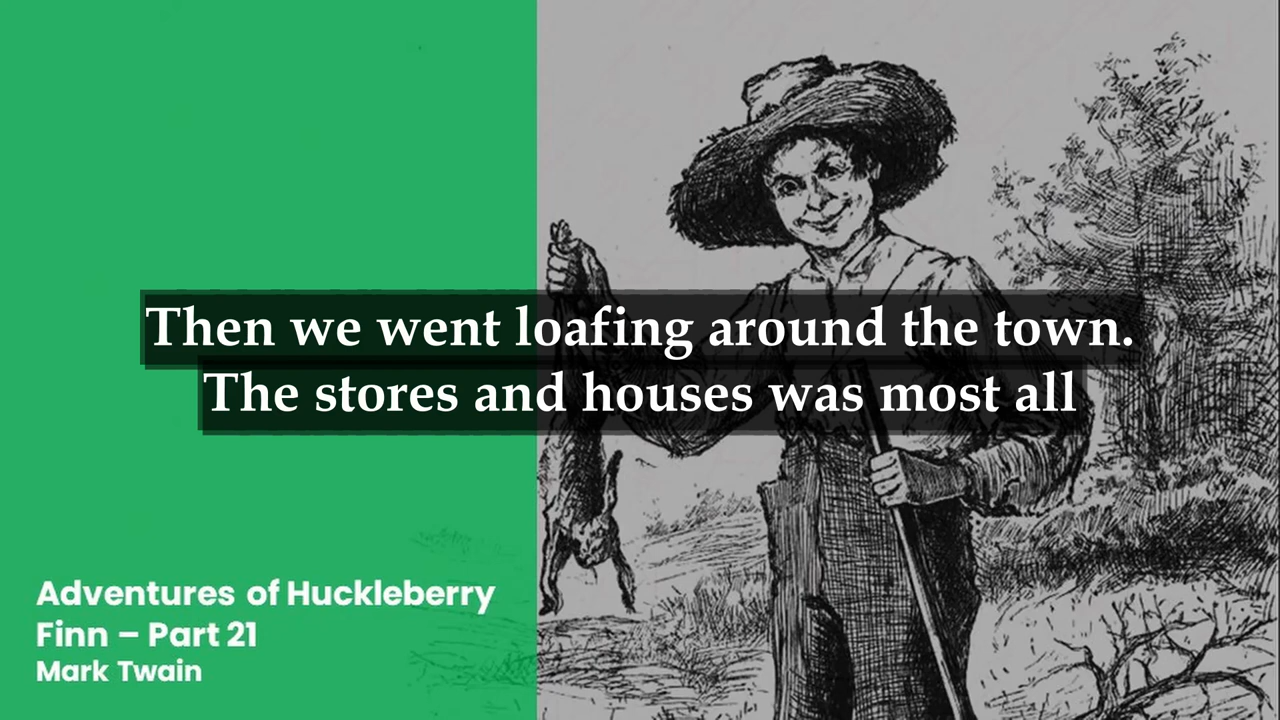 Then we went loafing around the town.
The stores and houses was most all
Adventures of Huckleberry
Finn – Part 21
Mark Twain